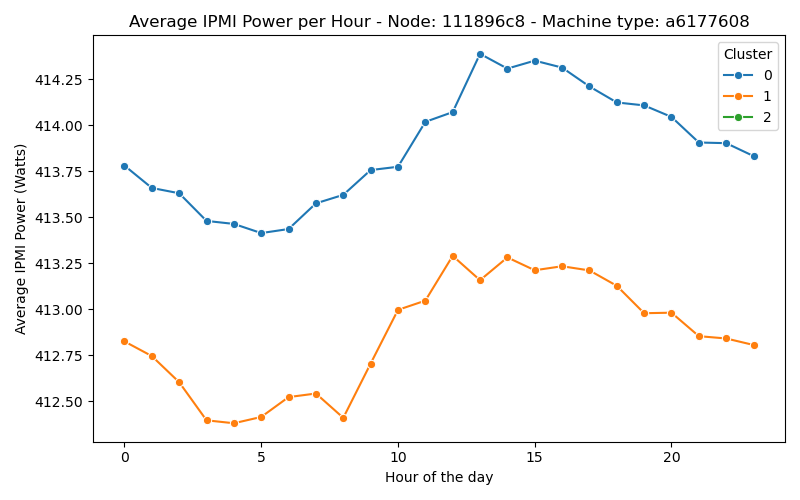 Average IPMI Power per Hour - Node: 111896c8 - Machine type: a6177608
Cluster
0
1
2
414.25
414.00
413.75
413.50
413.25
413.00
412.75
412.50
Average IPMI Power (Watts)
0 5 10 15 20
Hour of the day